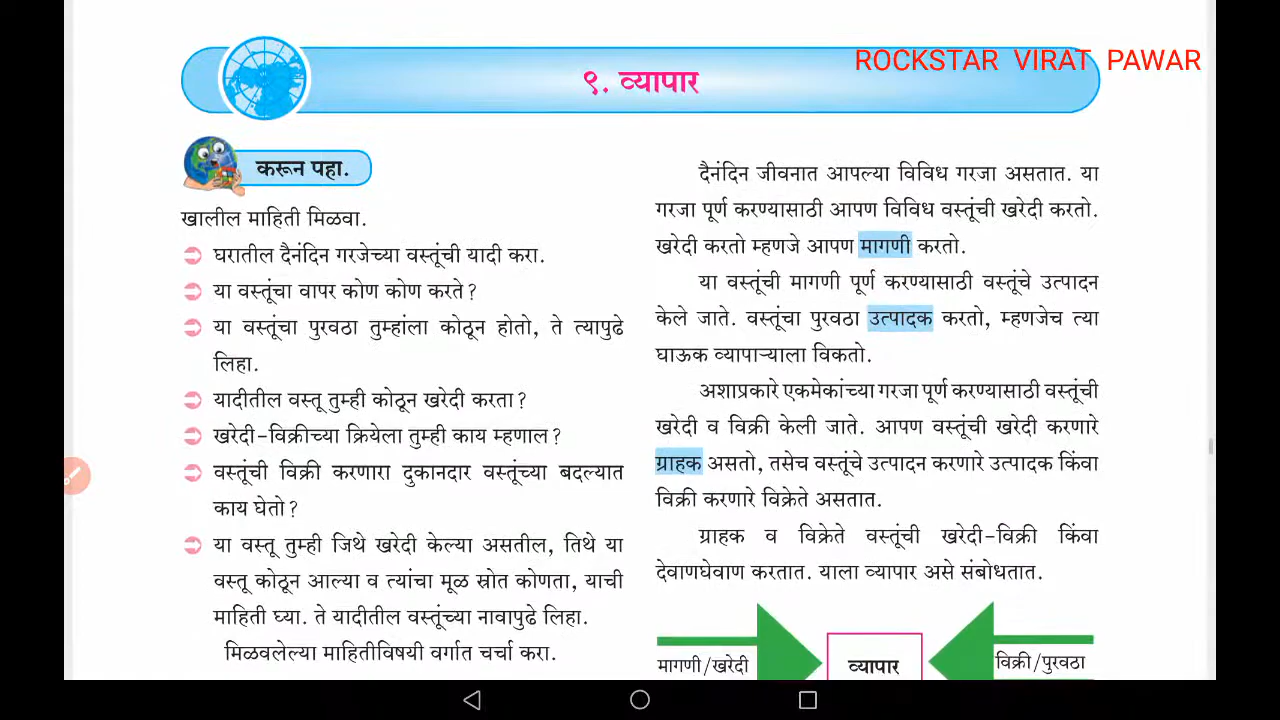 ROCKSTAR VIRAT PAWAR
९. व्यापार
करून पहा.
खालील माहिती मिळवा.
घरातील दैनंदिन गरजेच्या वस्तूंची यादी करा.
या वस्तूंचा वापर कोण कोण करते?
या वस्तूंचा पुरवठा तुम्हांला कोठून होतो, ते त्यापुढे
लिहा.
यादीतील वस्तू तुम्ही कोठून खरेदी करता?
खरेदी-विक्रीच्या क्रियेला तुम्ही काय म्हणाल?
वस्तूंची विक्री करणारा दुकानदार वस्तूंच्या बदल्यात
काय घेतो?
या वस्तू तुम्ही जिथे खरेदी केल्या असतील, तिथे या
वस्तू कोठून आल्या व त्यांचा मूळ स्रोत कोणता, याची
माहिती घ्या. ते यादीतील वस्तूंच्या नावापुढे लिहा.
मिळवलेल्या माहितीविषयी वर्गात चर्चा करा.
दैनंदिन जीवनात आपल्या विविध गरजा असतात. या
गरजा पूर्ण करण्यासाठी आपण विविध वस्तूंची खरेदी करतो.
खरेदी करतो म्हणजे आपण मागणी करतो.
या वस्तूंची मागणी पूर्ण करण्यासाठी वस्तूंचे उत्पादन
केले जाते. वस्तूंचा पुरवठा उत्पादक करतो, म्हणजेच त्या
घाऊक व्यापाऱ्याला विकतो.
अशाप्रकारे एकमेकांच्या गरजा पूर्ण करण्यासाठी वस्तूंची
खरेदी व विक्री केली जाते. आपण वस्तूंची खरेदी करणारे
ग्राहक असतो, तसेच वस्तूंचे उत्पादन करणारे उत्पादक किंवा
विक्री करणारे विक्रेते असतात.
ग्राहक व विक्रेते वस्तूंची खरेदी-विक्री किंवा
देवाणघेवाण करतात. याला व्यापार असे संबोधतात.
मागणी/खरेदी व्यापार विक्री/पुरवठा